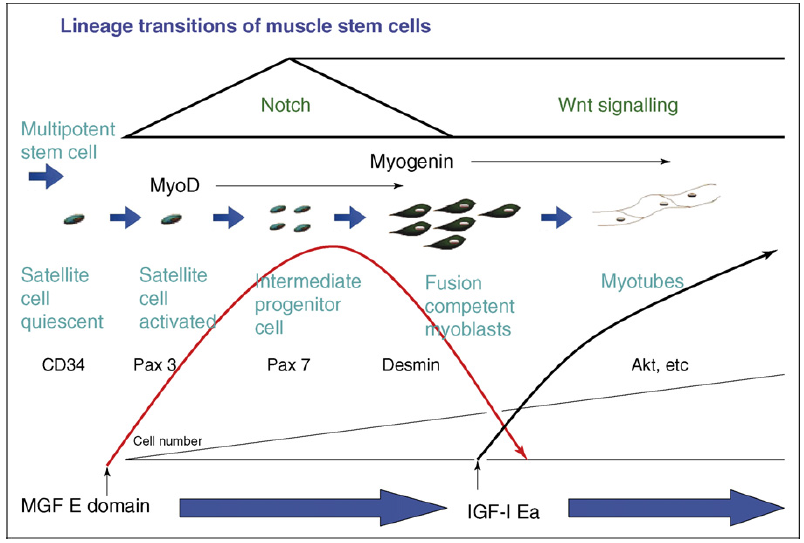 Lineage transitions of muscle stem cells
Notch
Wnt signalling
Multipotent
stem cell
Myogenin
MyoD
Satellite
cell
quiescent
Satellite
cell
activated
Intermediate
progenitor
cell
Fusion
competent
myoblasts
Myotubes
CD34
Pax 3
Pax 7
Desmin
Akt, etc
Cell number
MGF E domain
IGF-I Ea